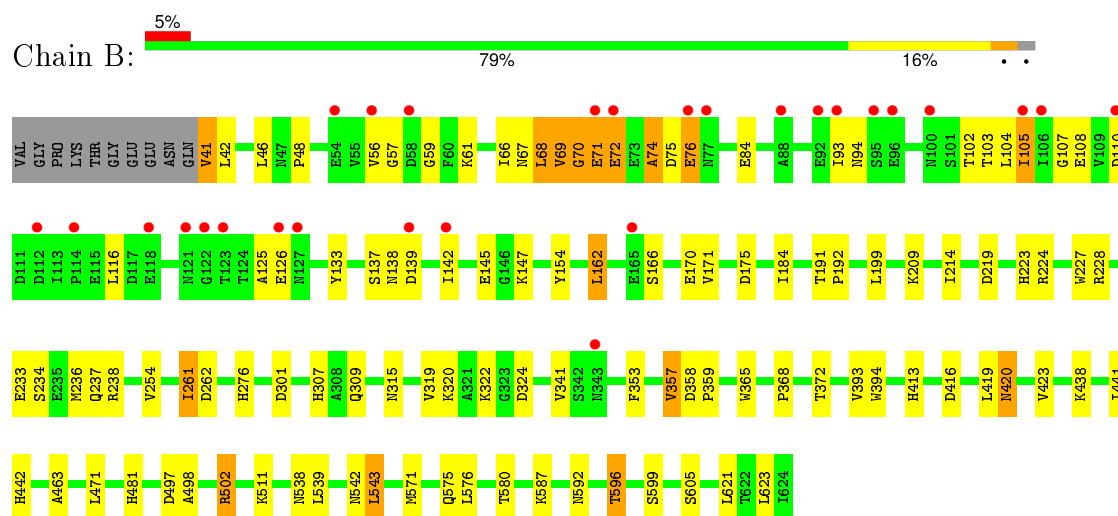 5%
Chain B:
79% 16% • •
VAL GLY PRO LYS THR GLY GLU GLU ASN GLN V41 L42 L46 N47 P48 E54 V55 V56 G57 D58 G59 F60 K61 I66 N67 L68 V69 G70 E71 E72 E73 A74 D75 E76 N77 E84 A88 E92 I93 N94 S95 E96 N100 S101 T102 T103 L104 I105 I106 G107 E108 V109 D110
D111 D112 I113 P114 E115 L116 D117 E118 N121 G122 T123 T124 A125 E126 N127 Y133 S137 N138 D139 I142 E145 G146 K147 Y154 L162 E165 S166 E170 V171 D175 I184 T191 P192 L199 K209 I214 D219 H223 R224 W227 R228
E233 S234 E235 M236 Q237 R238 V254 I261 D262 H276 D301 H307 A308 Q309 N315 V319 K320 A321 K322 G323 D324 V341 S342 N343 F353 V357 D358 P359 W365 P368 T372 V393 W394 H413 D416 L419 N420 V423 K438 I441
H442 A463 L471 H481 D497 A498 R502 K511 N538 L539 N542 L543 M571 Q575 L576 T580 K587 N592 T596 S599 S605 L621 T622 L623 I624